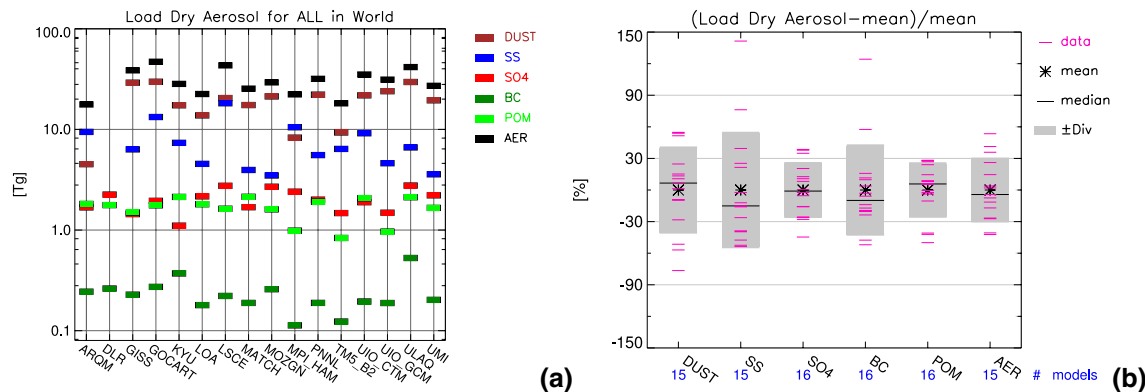 Load Dry Aerosol for ALL in World
100.0
10.0
1.0
0.1
[Tg]
ARQM
DLR
GISS
GOCART
KYU
LOA
LSCE
MATCH
MOZGN
MPI_HAM
PNNL
TM5_B2
UIO_CTM
UIO_GCM
ULAQ
UMI
DUST
SS
SO4
BC
POM
AER
(a)
(Load Dry Aerosol-mean)/mean
150
90
30
-30
-90
-150
[%]
DUST
SS
SO4
BC
POM
AER
15 15 16 16 16 15 # models
data
mean
median
±Div
(b)